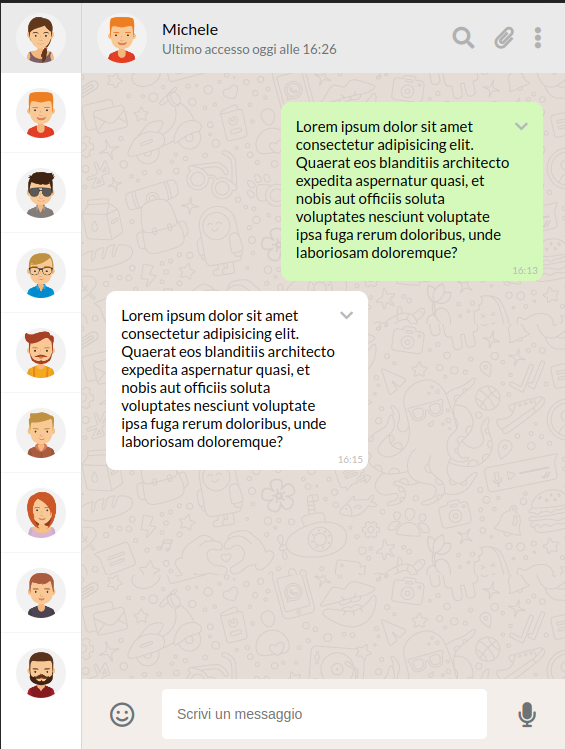 Michele
Ultimo accesso oggi alle 16:26
Lorem ipsum dolor sit amet
consectetur adipisicing elit.
Quaerat eos blanditiis architecto
expedita aspernatur quasi, et
nobis aut officiis soluta
voluptates nesciunt voluptate
ipsa fuga rerum doloribus, unde
laboriosam doloremque?
16:13
Lorem ipsum dolor sit amet
consectetur adipisicing elit.
Quaerat eos blanditiis architecto
expedita aspernatur quasi, et
nobis aut officiis soluta
voluptates nesciunt voluptate
ipsa fuga rerum doloribus, unde
laboriosam doloremque?
16:15
Scrivi un messaggio